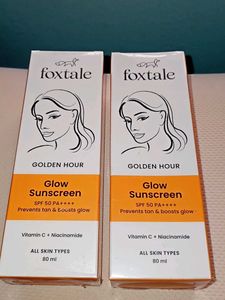 foxtale
GOLDEN HOUR
Glow
Sunscreen
SPF 50 PA++++
Prevents tan & boosts glow
Vitamin C + Niacinamide
ALL SKIN TYPES
80 ml
foxtale
GOLDEN HOUR
Glow
Sunscreen
SPF 50 PA++++
Prevents tan & boosts glow
Vitamin C + Niacinamide
ALL SKIN TYPES
80 ml